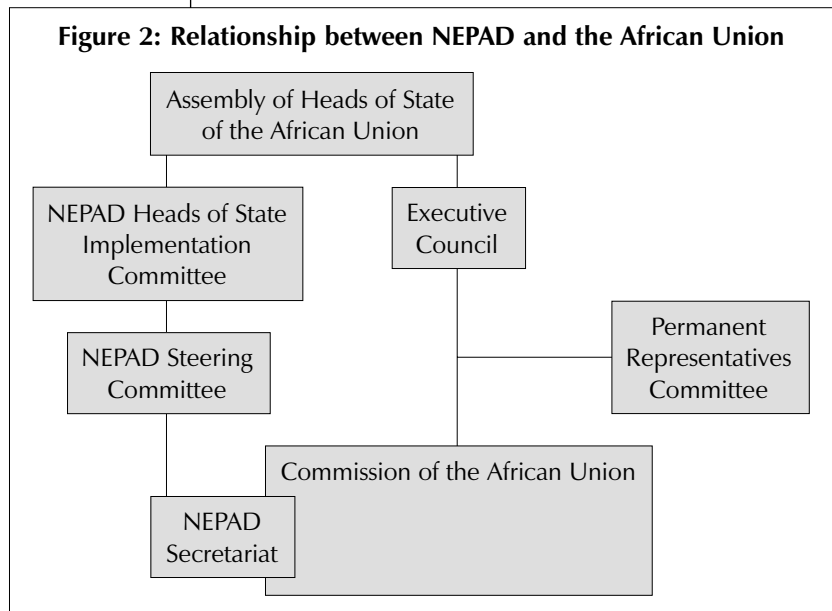 Figure 2: Relationship between NEPAD and the African Union
Assembly of Heads of State
of the African Union
NEPAD Heads of State
Implementation
Committee
Executive
Council
NEPAD Steering
Committee
Permanent
Representatives
Committee
Commission of the African Union
NEPAD
Secretariat